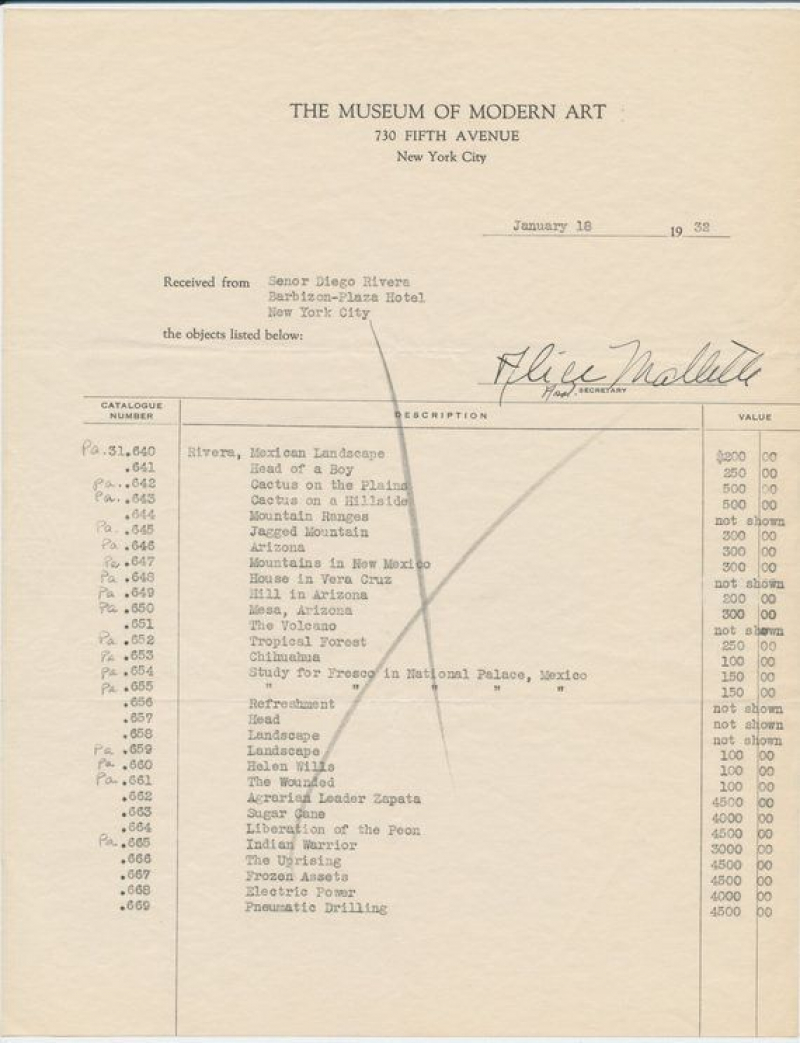 THE MUSEUM OF MODERN ART
730 FIFTH AVENUE
New York City
January 18 19 32
Received from Senor Diego Rivera
Barbizon-Plaza Hotel
New York City
the objects listed below:
Alice Mallette
Asst. SECRETARY
CATALOGUE NUMBER DESCRIPTION VALUE
Pa.31.640 Rivera, Mexican Landscape $200 00
.641 Head of a Boy 250 00
Pa..642 Cactus on the Plains 500 00
Pa..643 Cactus on a Hillside 500 00
.644 Mountain Ranges not shown
Pa. .645 Jagged Mountain 300 00
Pa .646 Arizona 300 00
Pa .647 Mountains in New Mexico 300 00
Pa .648 House in Vera Cruz not shown
Pa .649 Hill in Arizona 200 00
Pa .650 Mesa, Arizona 300 00
.651 The Volcano not shown
Pa .652 Tropical Forest 250 00
Pa .653 Chihuahua 100 00
Pa .654 Study for Fresco in National Palace, Mexico 150 00
Pa .655 " " " " " 150 00
.656 Refreshment not shown
.657 Head not shown
.658 Landscape not shown
Pa .659 Landscape 100 00
Pa. .660 Helen Wills 100 00
Pa. .661 The Wounded 100 00
.662 Agrarian Leader Zapata 4500 00
.663 Sugar Cane 4000 00
.664 Liberation of the Peon 4500 00
Pa. .665 Indian Warrior 3000 00
.666 The Uprising 4500 00
.667 Frozen Assets 4500 00
.668 Electric Power 4000 00
.669 Pneumatic Drilling 4500 00